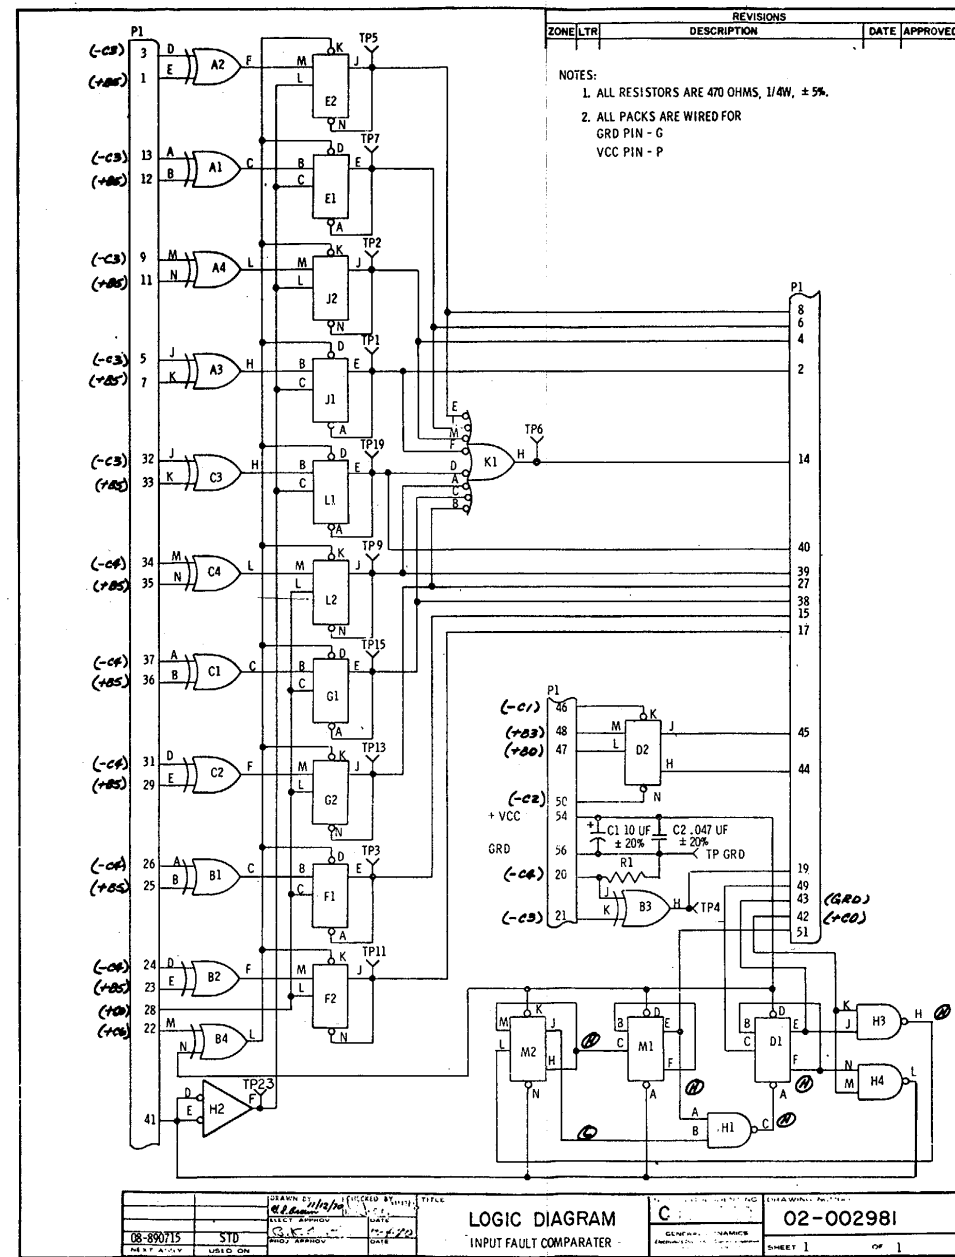 REVISIONS
ZONE LTR DESCRIPTION DATE APPROVED
NOTES:
1. ALL RESISTORS ARE 470 OHMS, 1/4W, ± 5%.
2. ALL PACKS ARE WIRED FOR
GRD PIN - G
VCC PIN - P
P1
(-C3) 3 D
(+B5) 1 E
A2 F
M L K J N E2 TP5
(-C3) 13 A
(+B5) 12 B
A1 C
B C D E A E1 TP7
(-C3) 9 M
(+B5) 11 N
A4 L
M L K J N J2 TP2
(-C3) 5 J
(+B5) 7 K
A3 H
B C D E A J1 TP1
(-C3) 32 J
(+B5) 33 K
C3 H
B C D E A L1 TP19
(-C4) 34 M
(+B5) 35 N
C4 L
M L K J N L2 TP9
(-C4) 37 A
(+B5) 36 B
C1 C
B C D E A G1 TP15
(-C4) 31 D
(+B5) 29 E
C2 F
M L K J N G2 TP13
(-C4) 26 A
(+B5) 25 B
B1 C
B C D E A F1 TP3
(-C4) 24 D
(+B5) 23 E
B2 F
M L K J N F2 TP11
28
22 M
N B4 L
41 D E H2 F TP23
E
M
F
D
A
C
B
K1 H TP6
P1
8
6
4
2
14
40
39
27
38
15
17
45
44
19
49
43 (GRD)
42 (+C0)
51
P1
(-C1) 46 K
(+B3) 48 M J
(+B0) 47 L D2 H
(-C2) 50 N
+ VCC 54
+ C1 10 UF ± 20%
C2 .047 UF ± 20%
GRD 56 TP GRD
R1
(-C4) 20 J
(-C3) 21 K B3 H TP4
M L K J H N M2
B C D E F A M1
B C D E F A D1
K J H3 H
N M H4 L
A B H1 C
H
H
H
H
C
08-890715 STD
NEXT ASSY USED ON
DRAWN BY 11/12/70 CHECKED BY
ELECT APPROV DATE
PROJ APPROV DATE
TITLE
LOGIC DIAGRAM
INPUT FAULT COMPARATER
C
02-002981
SHEET 1 OF 1